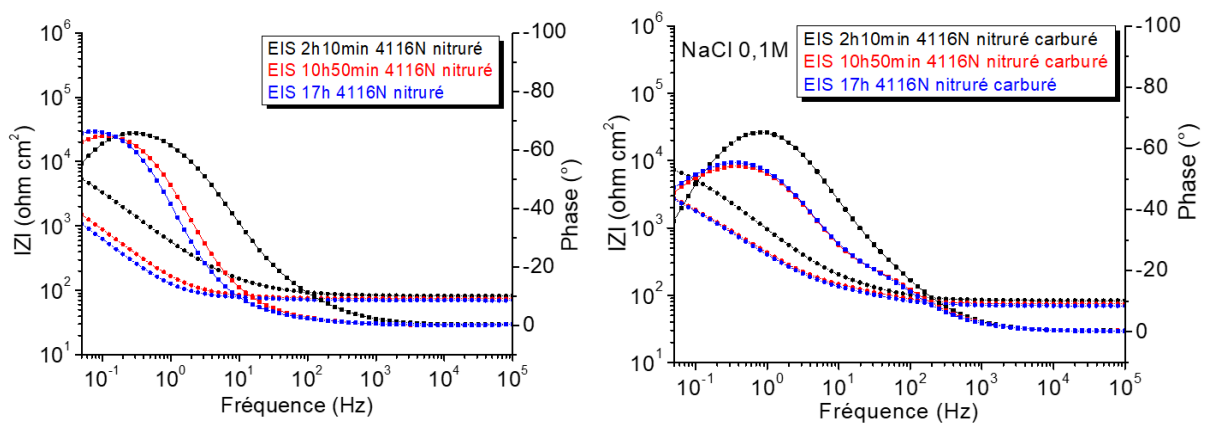 EIS 2h10min 4116N nitruré
EIS 10h50min 4116N nitruré
EIS 17h 4116N nitruré
IZI (ohm cm²)
10⁶
10⁵
10⁴
10³
10²
10¹
-100
-80
-60
-40
-20
0
Phase (°)
10⁻¹ 10⁰ 10¹ 10² 10³ 10⁴ 10⁵
Fréquence (Hz)
NaCl 0,1M
EIS 2h10min 4116N nitruré carburé
EIS 10h50min 4116N nitruré carburé
EIS 17h 4116N nitruré carburé
IZI (ohm cm²)
10⁶
10⁵
10⁴
10³
10²
10¹
-100
-80
-60
-40
-20
0
Phase (°)
10⁻¹ 10⁰ 10¹ 10² 10³ 10⁴ 10⁵
Fréquence (Hz)